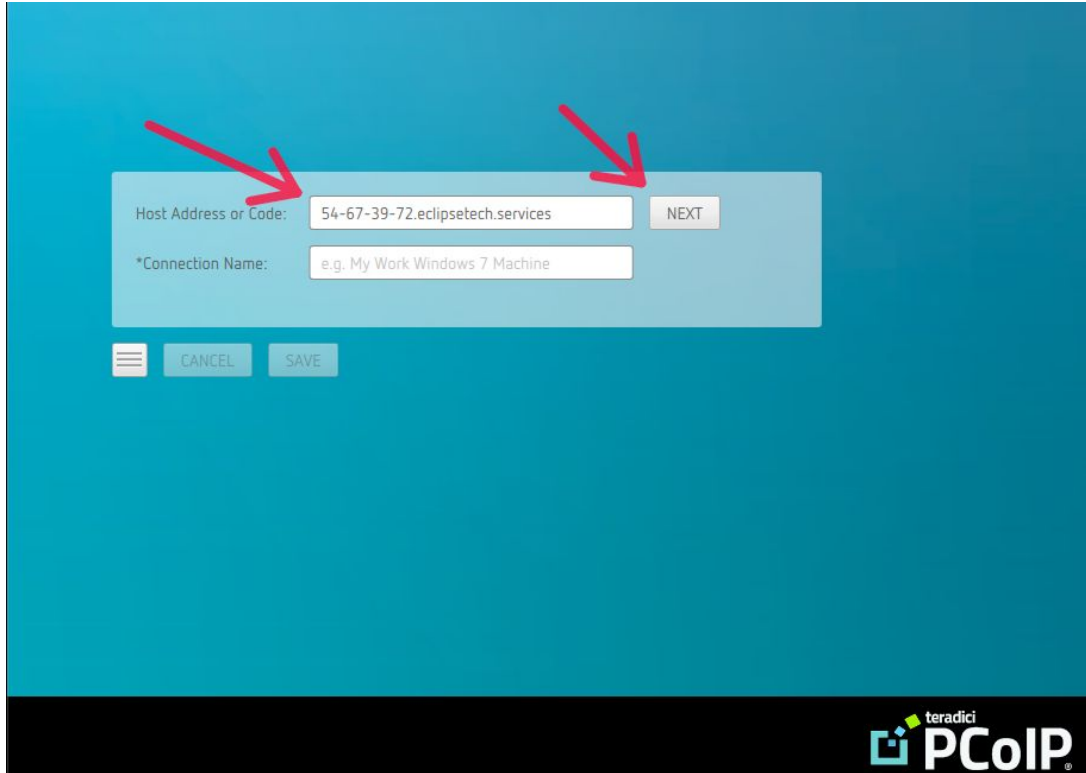 Host Address or Code: 54-67-39-72.eclipsetech.services NEXT
*Connection Name: e.g. My Work Windows 7 Machine
CANCEL SAVE
teradici
PCoIP®